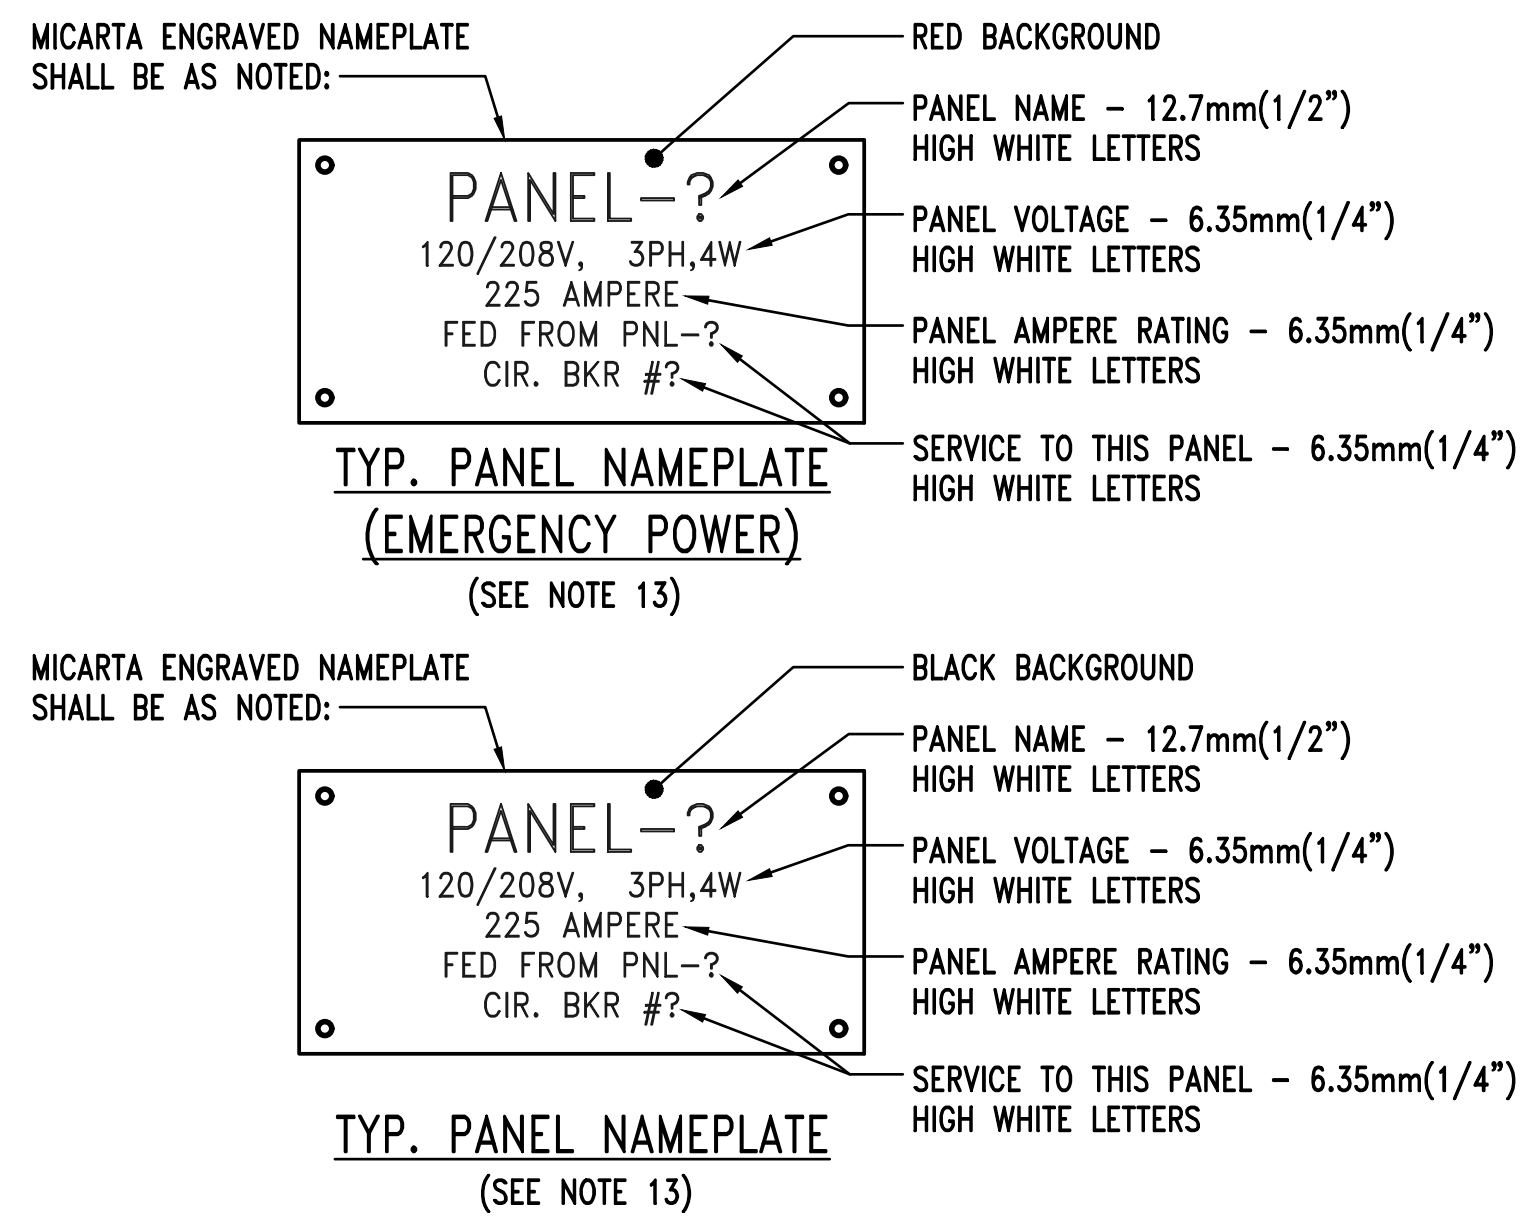 MICARTA ENGRAVED NAMEPLATE
SHALL BE AS NOTED:
RED BACKGROUND
PANEL NAME - 12.7mm(1/2")
HIGH WHITE LETTERS
PANEL-?
120/208V, 3PH,4W
225 AMPERE
FED FROM PNL-?
CIR. BKR #?
PANEL VOLTAGE - 6.35mm(1/4")
HIGH WHITE LETTERS
PANEL AMPERE RATING - 6.35mm(1/4")
HIGH WHITE LETTERS
SERVICE TO THIS PANEL - 6.35mm(1/4")
HIGH WHITE LETTERS
TYP. PANEL NAMEPLATE
(EMERGENCY POWER)
(SEE NOTE 13)
MICARTA ENGRAVED NAMEPLATE
SHALL BE AS NOTED:
BLACK BACKGROUND
PANEL NAME - 12.7mm(1/2")
HIGH WHITE LETTERS
PANEL-?
120/208V, 3PH,4W
225 AMPERE
FED FROM PNL-?
CIR. BKR #?
PANEL VOLTAGE - 6.35mm(1/4")
HIGH WHITE LETTERS
PANEL AMPERE RATING - 6.35mm(1/4")
HIGH WHITE LETTERS
SERVICE TO THIS PANEL - 6.35mm(1/4")
HIGH WHITE LETTERS
TYP. PANEL NAMEPLATE
(SEE NOTE 13)